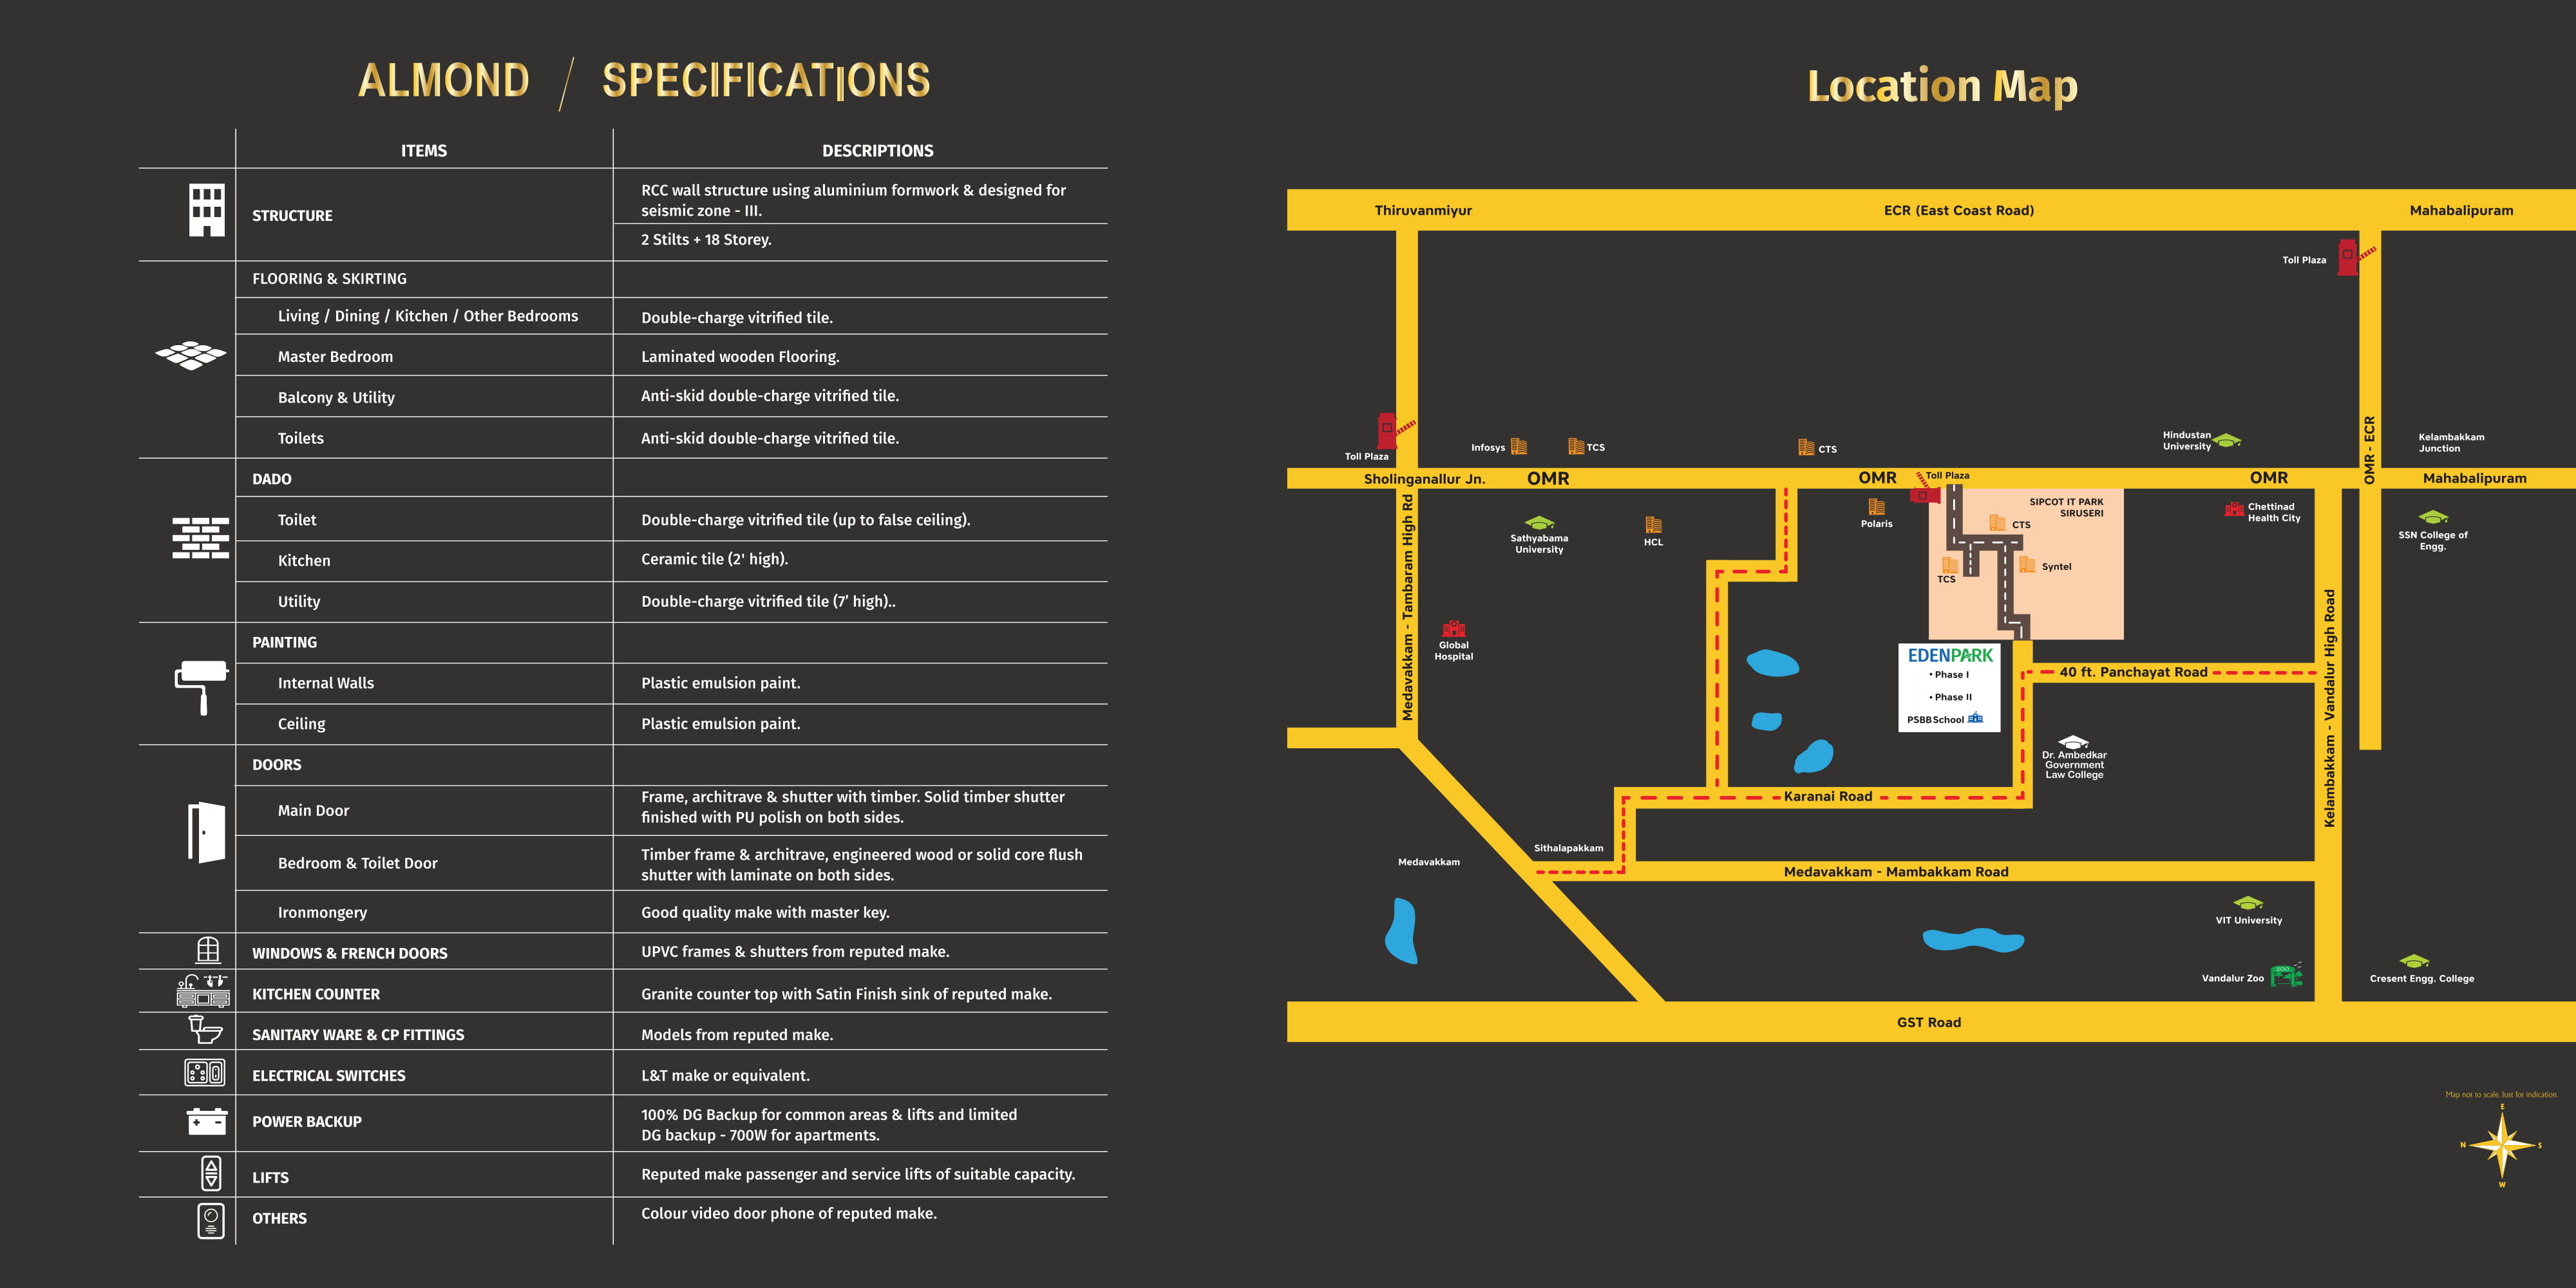 ALMOND / SPECIFICATIONS
ITEMS DESCRIPTIONS
STRUCTURE
RCC wall structure using aluminium formwork & designed for
seismic zone - III.
2 Stilts + 18 Storey.
FLOORING & SKIRTING
Living / Dining / Kitchen / Other Bedrooms Double-charge vitrified tile.
Master Bedroom Laminated wooden Flooring.
Balcony & Utility Anti-skid double-charge vitrified tile.
Toilets Anti-skid double-charge vitrified tile.
DADO
Toilet Double-charge vitrified tile (up to false ceiling).
Kitchen Ceramic tile (2' high).
Utility Double-charge vitrified tile (7’ high)..
PAINTING
Internal Walls Plastic emulsion paint.
Ceiling Plastic emulsion paint.
DOORS
Main Door
Frame, architrave & shutter with timber. Solid timber shutter
finished with PU polish on both sides.
Bedroom & Toilet Door
Timber frame & architrave, engineered wood or solid core flush
shutter with laminate on both sides.
Ironmongery Good quality make with master key.
WINDOWS & FRENCH DOORS UPVC frames & shutters from reputed make.
KITCHEN COUNTER Granite counter top with Satin Finish sink of reputed make.
SANITARY WARE & CP FITTINGS Models from reputed make.
ELECTRICAL SWITCHES L&T make or equivalent.
POWER BACKUP
100% DG Backup for common areas & lifts and limited
DG backup - 700W for apartments.
LIFTS Reputed make passenger and service lifts of suitable capacity.
OTHERS Colour video door phone of reputed make.
Location Map
Thiruvanmiyur ECR (East Coast Road) Mahabalipuram
Toll Plaza
OMR - ECR
Toll Plaza
Infosys
TCS
CTS
Hindustan
University
Kelambakkam
Junction
Sholinganallur Jn. OMR OMR Toll Plaza OMR Mahabalipuram
Medavakkam - Tambaram High Rd
Sathyabama
University
HCL
Polaris
SIPCOT IT PARK
SIRUSERI
CTS
TCS
Syntel
Chettinad
Health City
SSN College of
Engg.
Global
Hospital
EDENPARK
• Phase I
• Phase II
PSBB School
40 ft. Panchayat Road
Kelambakkam - Vandalur High Road
Dr. Ambedkar
Government
Law College
Karanai Road
Sithalapakkam
Medavakkam
Medavakkam - Mambakkam Road
VIT University
ZOO
Vandalur Zoo
Cresent Engg. College
GST Road
Map not to scale. Just for indication.
E
N S
W